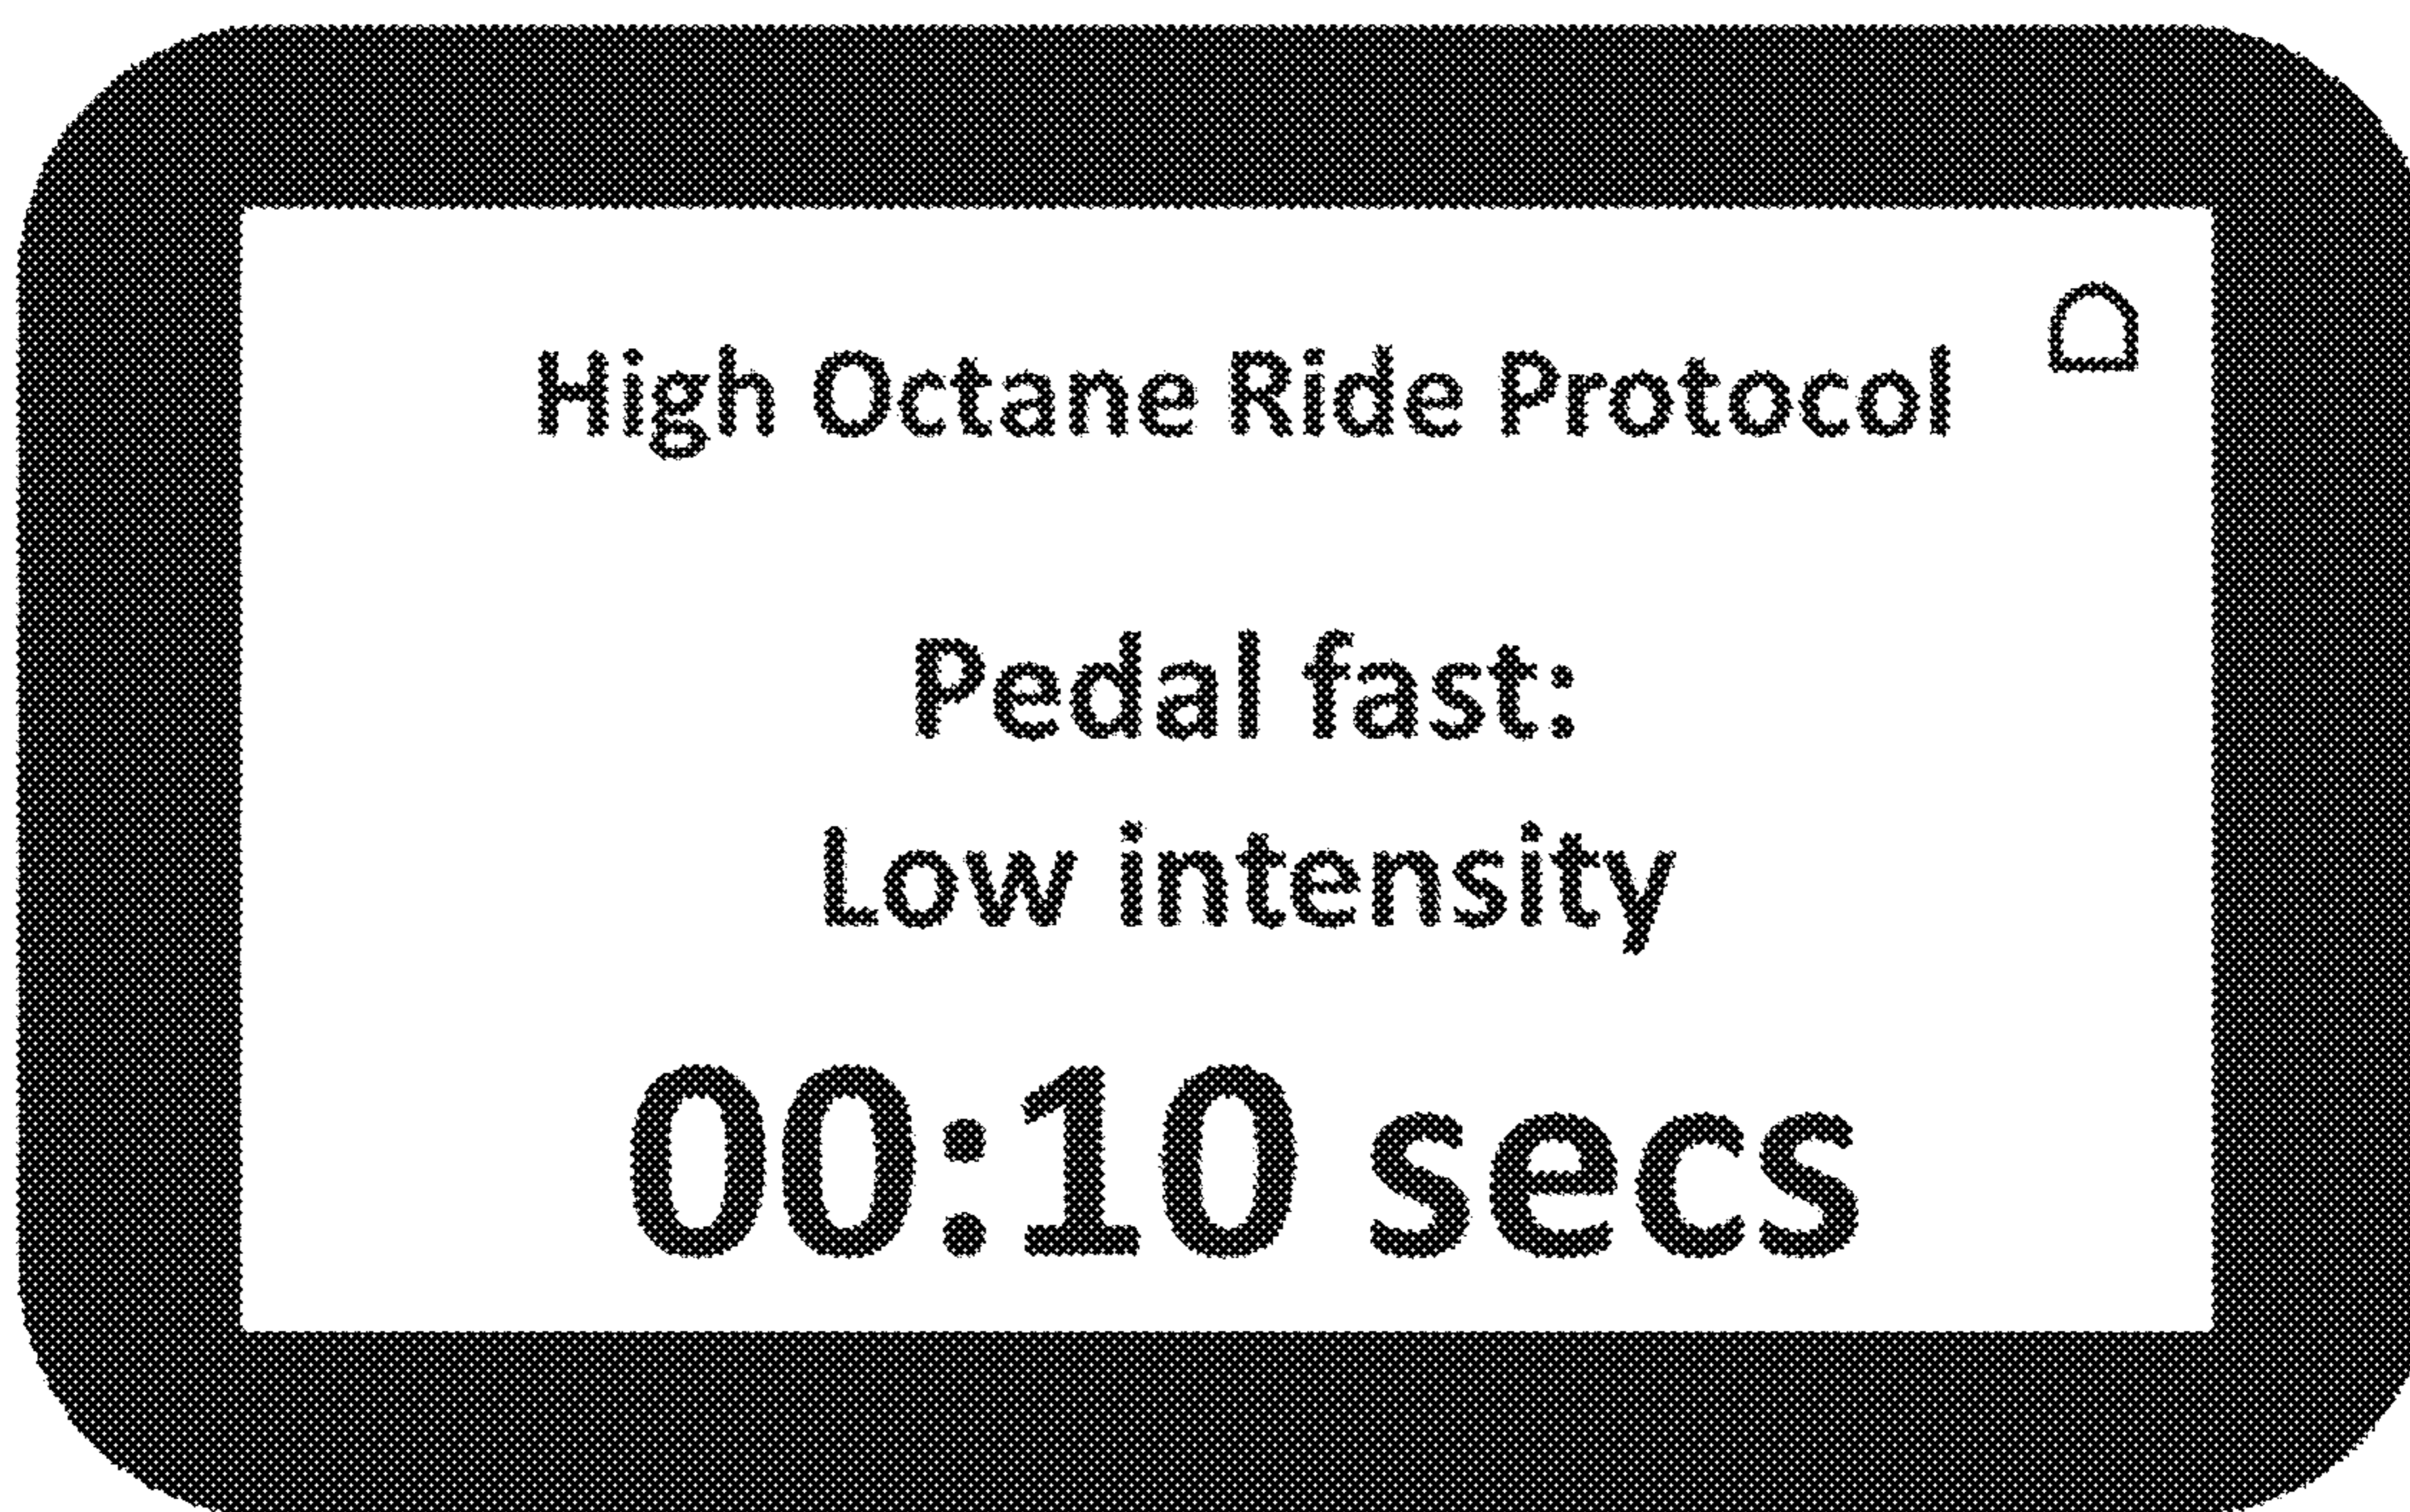 High Octane Ride Protocol
Pedal fast:
Low intensity
00:10 secs